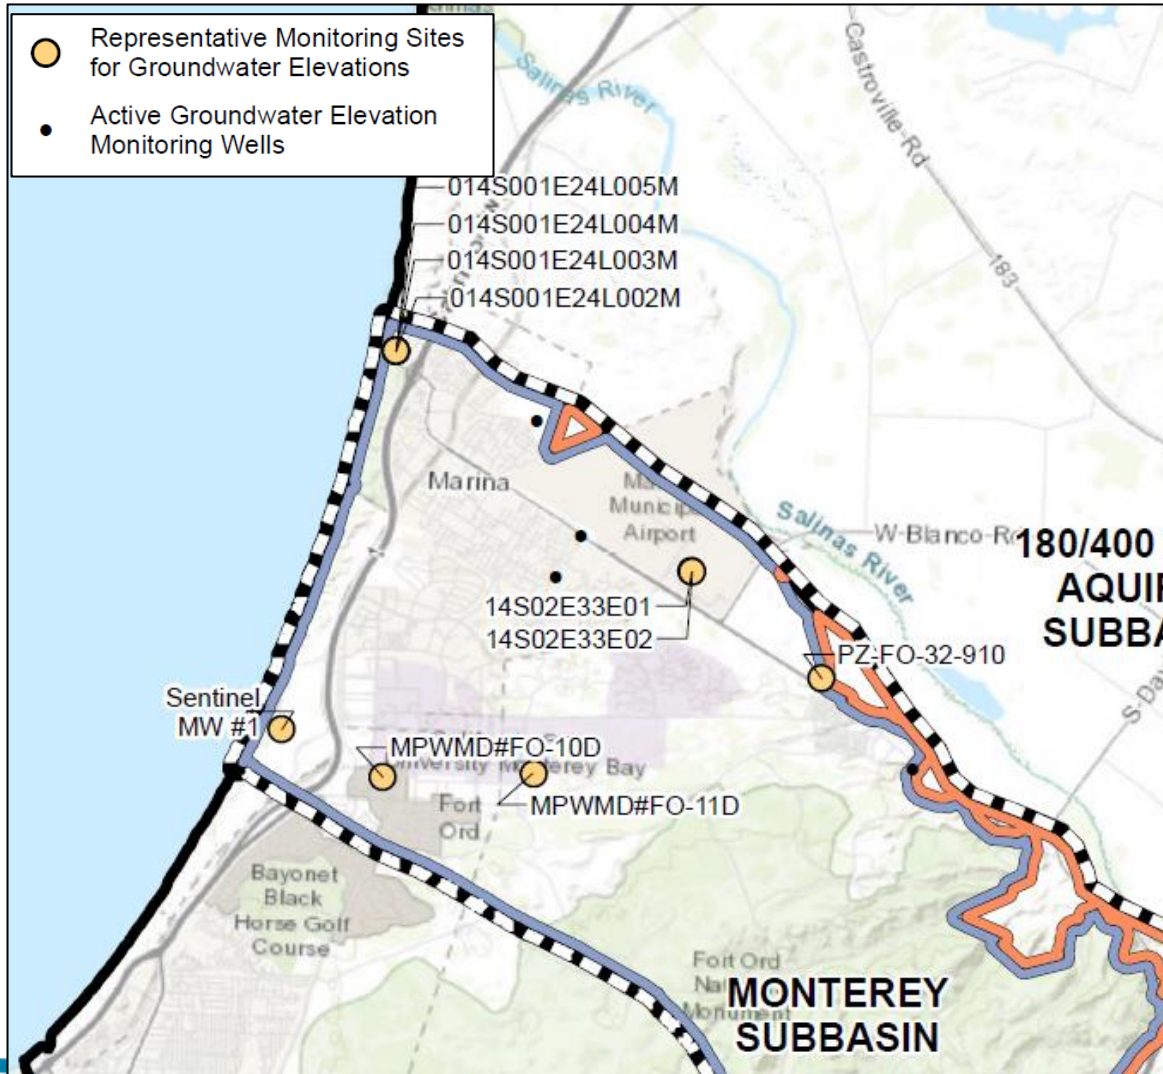 Representative Monitoring Sites
for Groundwater Elevations
Active Groundwater Elevation
Monitoring Wells
Salinas River
Castroville-Rd
183
014S001E24L005M
014S001E24L004M
014S001E24L003M
014S001E24L002M
Marina
Municip
Airport
Salinas River
W-Blanco-R
180/400
AQUI
SUBBA
14S02E33E01
14S02E33E02
PZ-FO-32-910
S-Da
Sentinel
MW #1
MPWMD#FO-10D
University Monterey Bay
MPWMD#FO-11D
Fort
Ord
Bayonet
Black
Horse Golf
Course
Fort Ord
Monument
MONTEREY
SUBBASIN